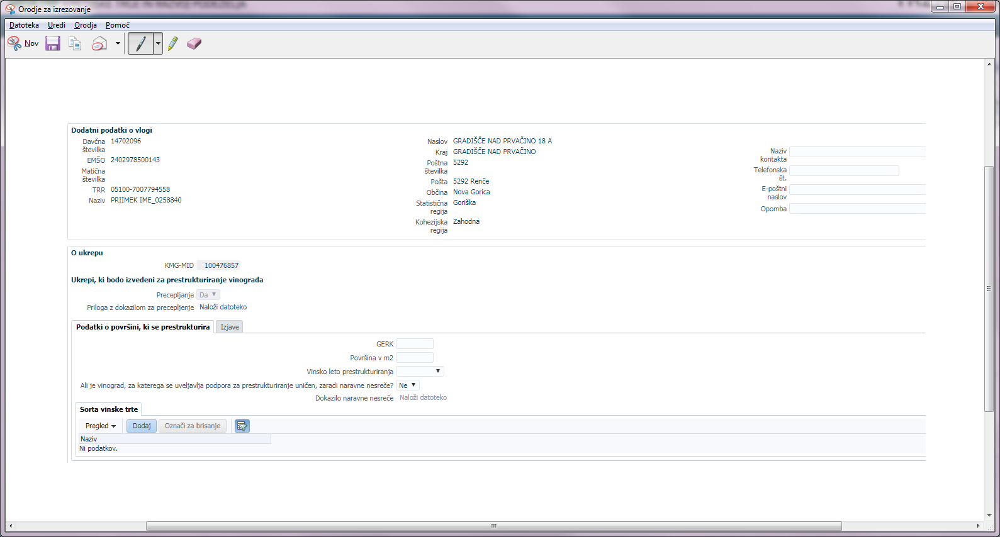 Orodje za izrezovanje
Datoteka Uredi Orodja Pomoč
Nov
Dodatni podatki o vlogi
Davčna številka 14702096
EMŠO 2402978500143
Matična številka
TRR 05100-7007794558
Naziv PRIIMEK IME_0258840
Naslov GRADIŠČE NAD PRVAČINO 18 A
Kraj GRADIŠČE NAD PRVAČINO
Poštna številka 5292
Pošta 5292 Renče
Občina Nova Gorica
Statistična regija Goriška
Kohezijska regija Zahodna
Naziv kontakta
Telefonska št.
E-poštni naslov
Opomba
O ukrepu
KMG-MID 100476857
Ukrepi, ki bodo izvedeni za prestrukturiranje vinograda
Precepljanje Da
Priloga z dokazilom za precepljenje Naloži datoteko
Podatki o površini, ki se prestrukturira Izjave
GERK
Površina v m2
Vinsko leto prestrukturiranja
Ali je vinograd, za katerega se uveljavlja podpora za prestrukturiranje uničen, zaradi naravne nesreče? Ne
Dokazilo naravne nesreče Naloži datoteko
Sorta vinske trte
Pregled Dodaj Označi za brisanje
Naziv
Ni podatkov.